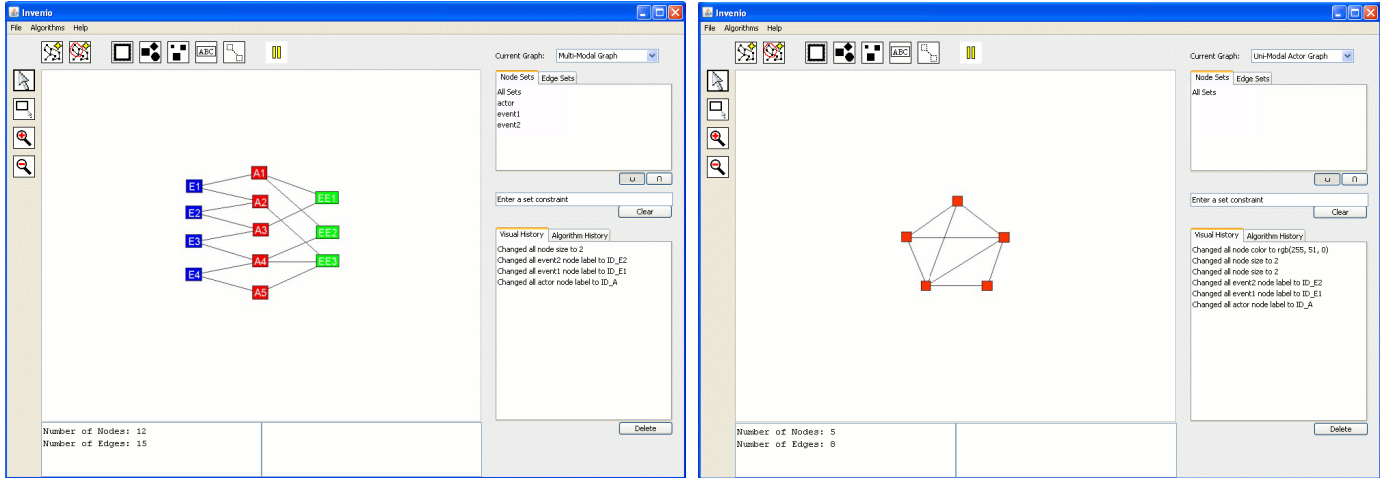 Invenio
File Algorithms Help
ABC
Current Graph: Multi-Modal Graph
Node Sets Edge Sets
All Sets
actor
event1
event2
∪ ∩
Enter a set constraint
Clear
Visual History Algorithm History
Changed all node size to 2
Changed all event2 node label to ID_E2
Changed all event1 node label to ID_E1
Changed all actor node label to ID_A
A1
E1
EE1
A2
E2
A3
EE2
E3
A4
EE3
E4
A5
Number of Nodes: 12
Number of Edges: 15
Delete
Invenio
File Algorithms Help
ABC
Current Graph: Uni-Modal Actor Graph
Node Sets Edge Sets
All Sets
∪ ∩
Enter a set constraint
Clear
Visual History Algorithm History
Changed all node color to rgb(255, 51, 0)
Changed all node size to 2
Changed all node size to 2
Changed all event2 node label to ID_E2
Changed all event1 node label to ID_E1
Changed all actor node label to ID_A
Number of Nodes: 5
Number of Edges: 8
Delete